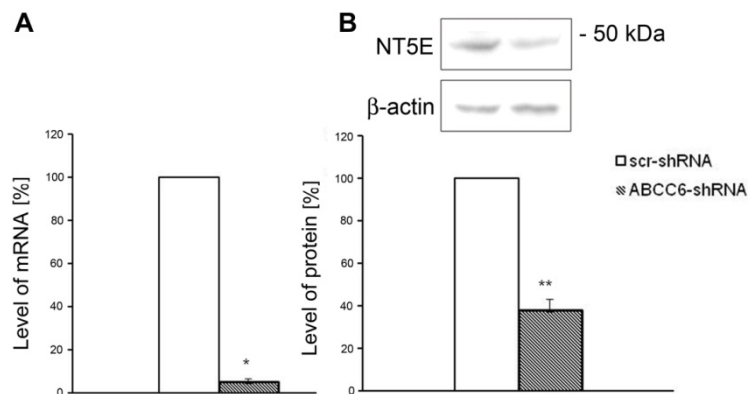 A
Level of mRNA [%]
120
100
80
60
40
20
0
*
B
NT5E
- 50 kDa
β-actin
Level of protein [%]
120
100
80
60
40
20
0
**
scr-shRNA
ABCC6-shRNA